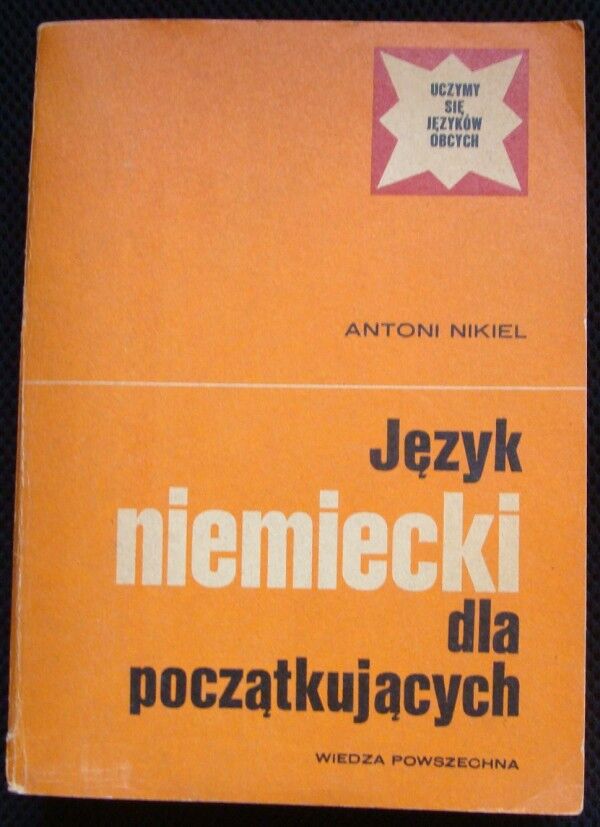 UCZYMY
SIĘ
JĘZYKÓW
OBCYCH
ANTONI NIKIEL
Język
niemiecki
dla
początkujących
WIEDZA POWSZECHNA